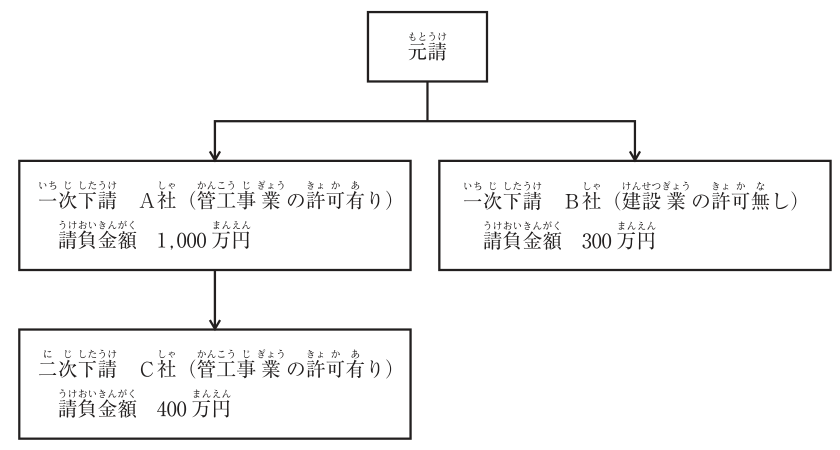 元請
一次下請　A社（管工事業の許可有り）
請負金額　1,000万円
一次下請　B社（建設業の許可無し）
請負金額　300万円
二次下請　C社（管工事業の許可有り）
請負金額　400万円